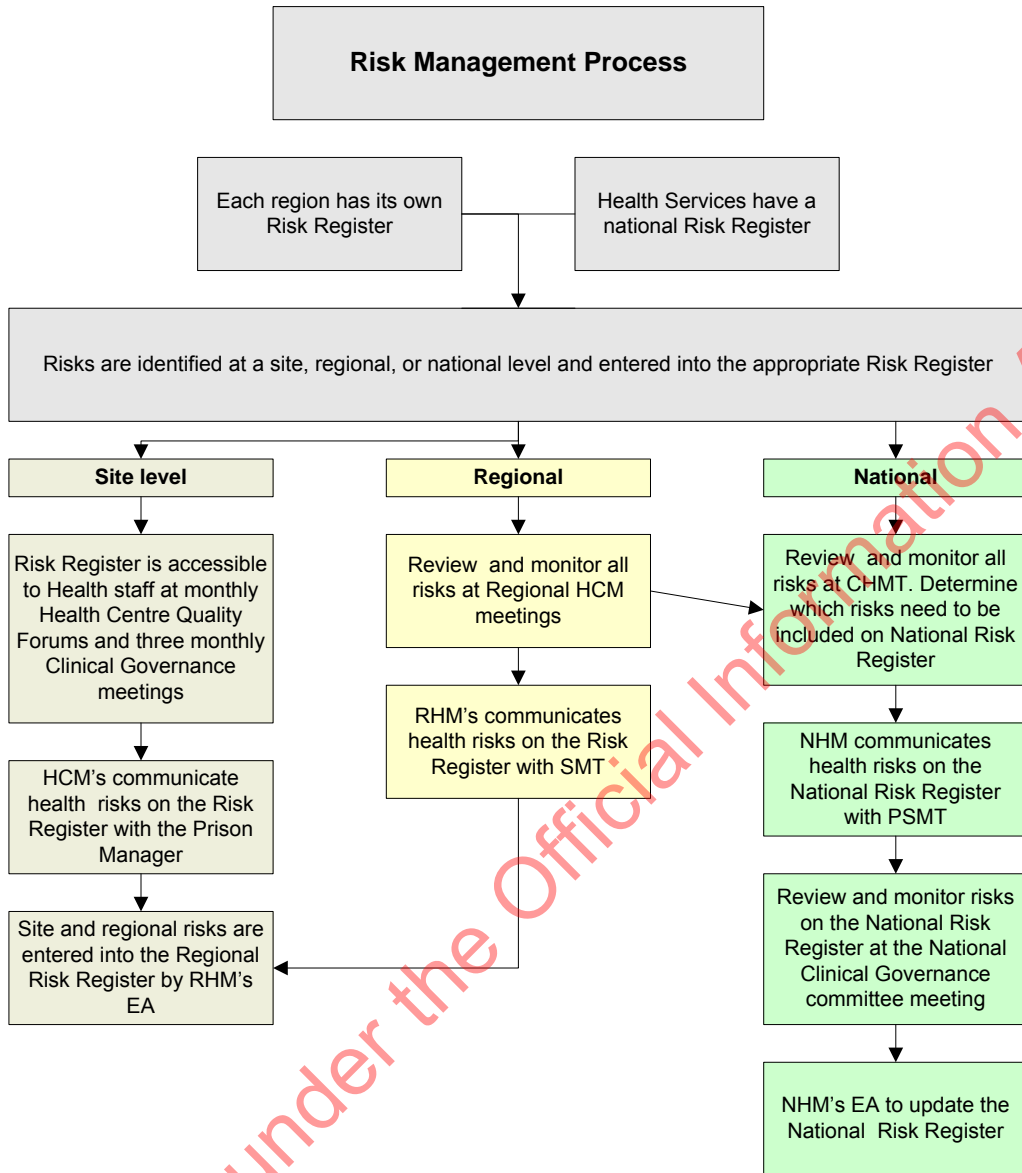 Risk Management Process
Each region has its own
Risk Register
Health Services have a
national Risk Register
Risks are identified at a site, regional, or national level and entered into the appropriate Risk Register
Site level
Risk Register is accessible
to Health staff at monthly
Health Centre Quality
Forums and three monthly
Clinical Governance
meetings
HCM's communicate
health risks on the Risk
Register with the Prison
Manager
Site and regional risks are
entered into the Regional
Risk Register by RHM's
EA
Regional
Review and monitor all
risks at Regional HCM
meetings
RHM's communicates
health risks on the Risk
Register with SMT
National
Review and monitor all
risks at CHMT. Determine
which risks need to be
included on National Risk
Register
NHM communicates
health risks on the
National Risk Register
with PSMT
Review and monitor risks
on the National Risk
Register at the National
Clinical Governance
committee meeting
NHM's EA to update the
National Risk Register
under the Official Information